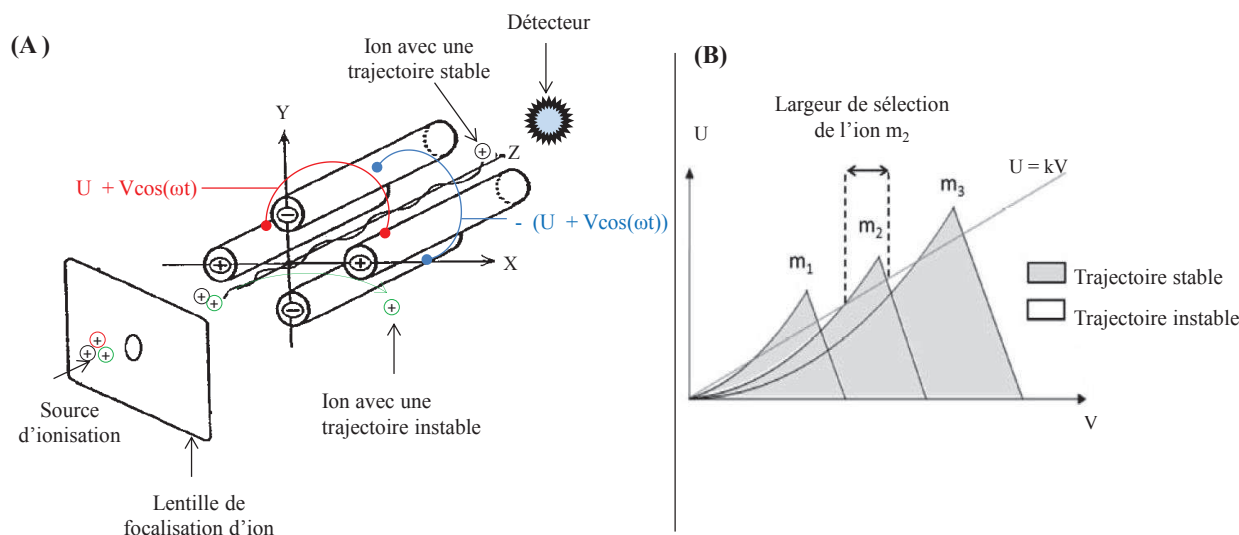 (A )
Détecteur
Ion avec une
trajectoire stable
Y
Z
U + Vcos(ωt)
- (U + Vcos(ωt))
X
Source
d'ionisation
Ion avec une
trajectoire instable
Lentille de
focalisation d'ion
(B)
Largeur de sélection
de l'ion m₂
U
U = kV
m₃
m₂
m₁
Trajectoire stable
Trajectoire instable
V